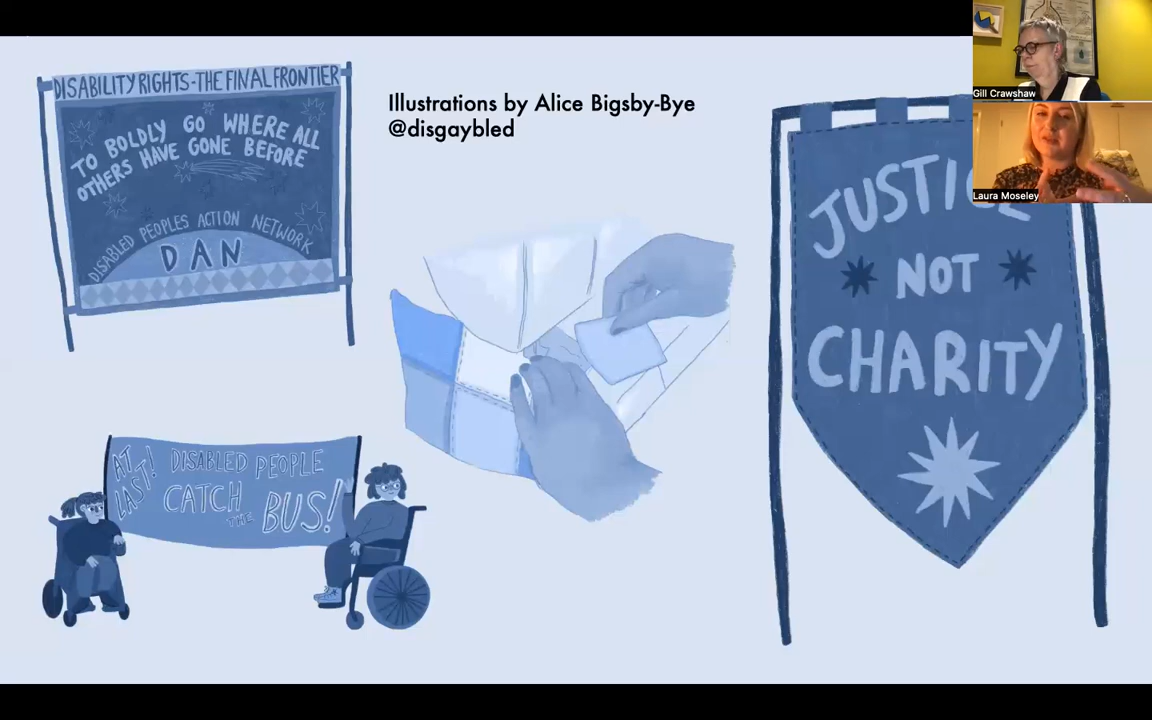 DISABILITY RIGHTS-THE FINAL FRONTIER
TO BOLDLY GO WHERE ALL
OTHERS HAVE GONE BEFORE
DISABLED PEOPLES ACTION NETWORK
DAN
Illustrations by Alice Bigsby-Bye
@disgaybled
AT LAST!
DISABLED PEOPLE
CATCH THE BUS!
NOT
CHARITY
Gill Crawshaw
Laura Moseley